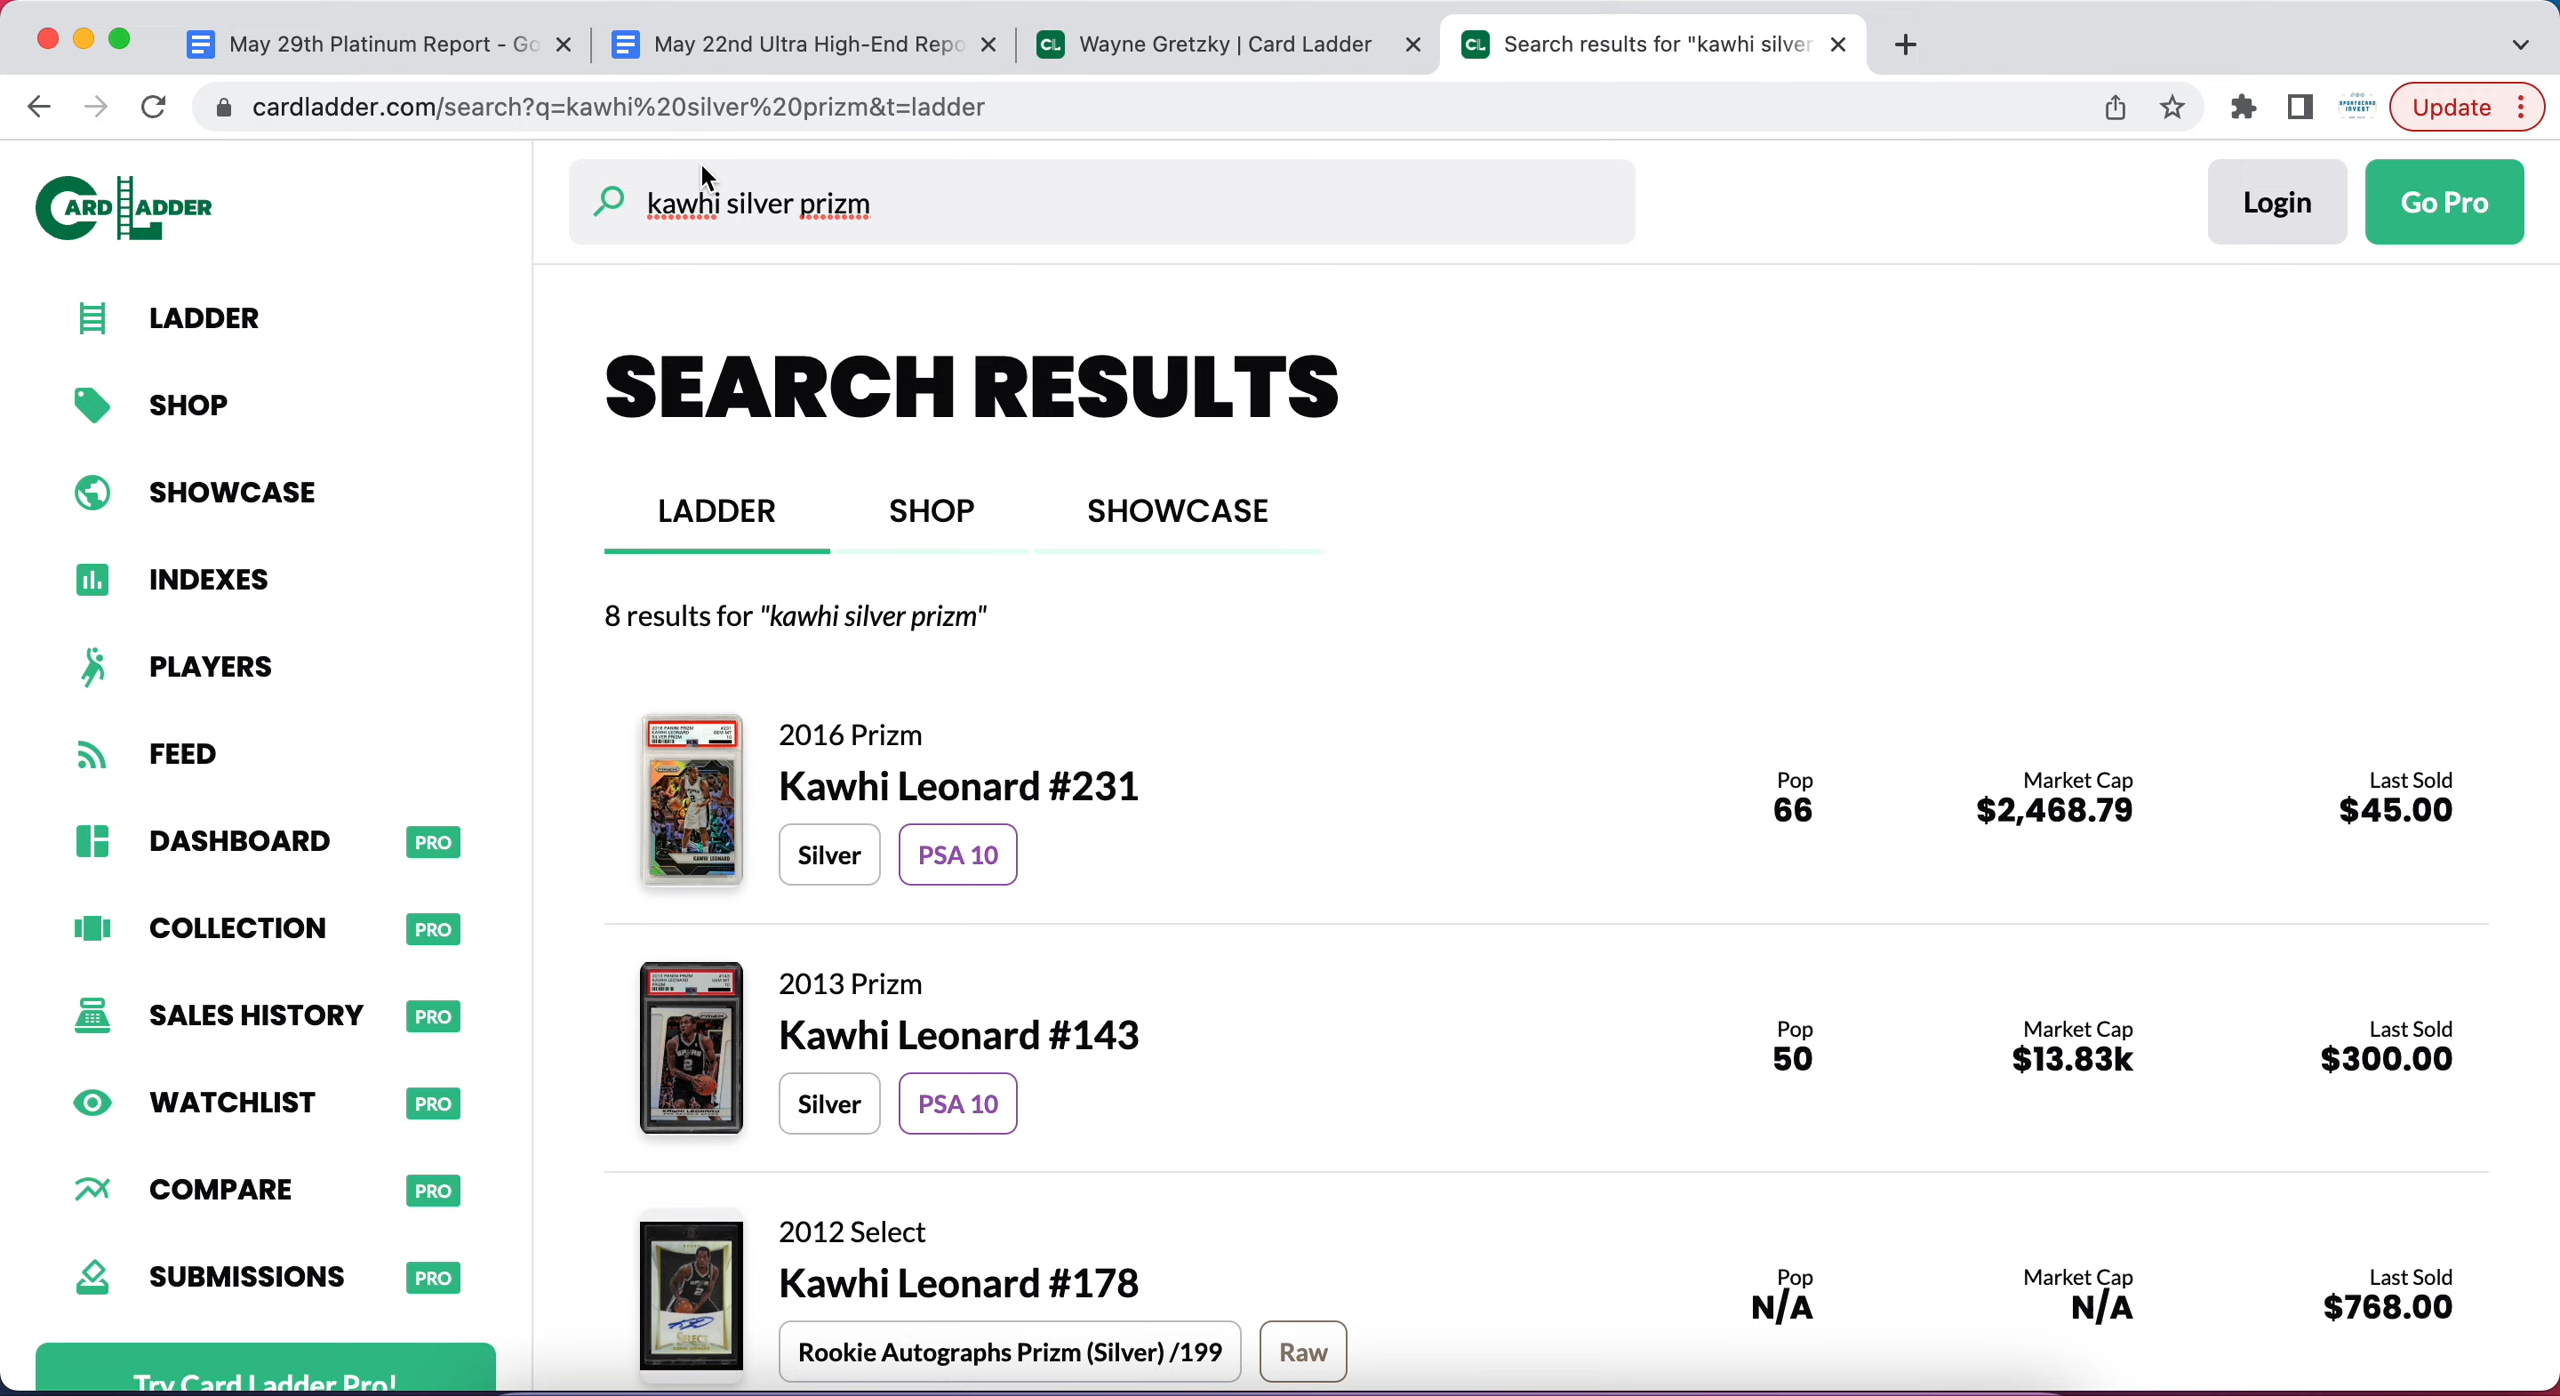 May 29th Platinum Report - Go
May 22nd Ultra High-End Repo
CL Wayne Gretzky | Card Ladder
CL Search results for "kawhi silver
cardladder.com/search?q=kawhi%20silver%20prizm&t=ladder
Update
CARD LADDER
kawhi silver prizm
Login
Go Pro
LADDER
SHOP
SHOWCASE
INDEXES
PLAYERS
FEED
DASHBOARD PRO
COLLECTION PRO
SALES HISTORY PRO
WATCHLIST PRO
COMPARE PRO
SUBMISSIONS PRO
Try Card Ladder Pro!
SEARCH RESULTS
LADDER SHOP SHOWCASE
8 results for "kawhi silver prizm"
2016 Prizm
Kawhi Leonard #231
Silver PSA 10
Pop Market Cap Last Sold
66 $2,468.79 $45.00
2013 Prizm
Kawhi Leonard #143
Silver PSA 10
Pop Market Cap Last Sold
50 $13.83k $300.00
2012 Select
Kawhi Leonard #178
Rookie Autographs Prizm (Silver) /199 Raw
Pop Market Cap Last Sold
N/A N/A $768.00